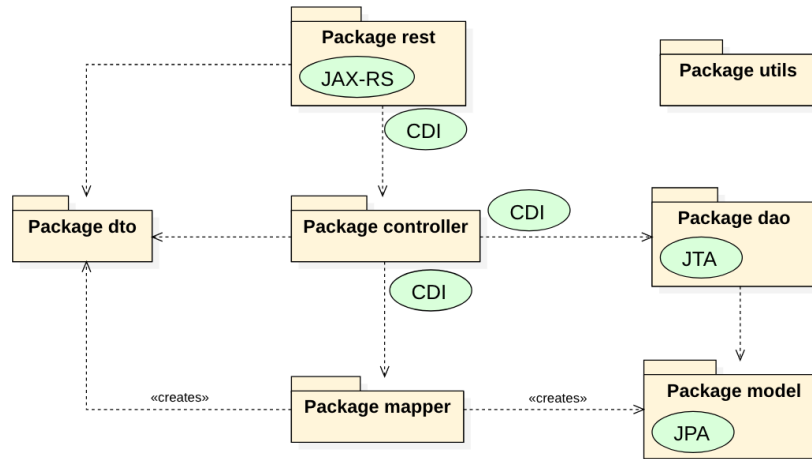 Package rest
JAX-RS
Package utils
CDI
Package dto
Package controller
CDI
Package dao
JTA
CDI
«creates»
Package mapper
«creates»
Package model
JPA